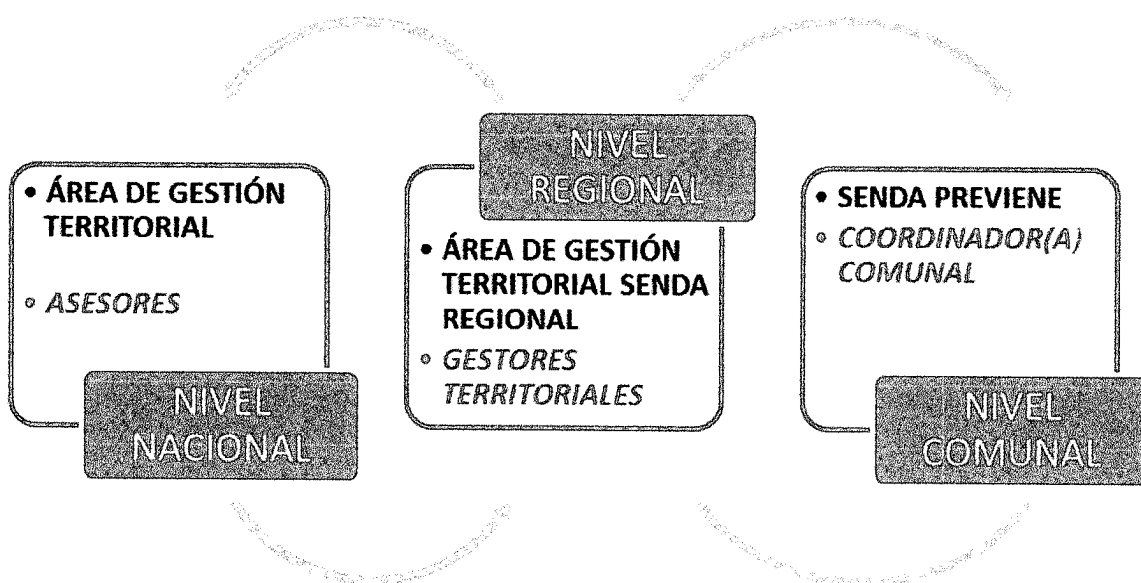 • ÁREA DE GESTIÓN
TERRITORIAL
• ASESORES
NIVEL
NACIONAL
NIVEL
REGIONAL
• ÁREA DE GESTIÓN
TERRITORIAL SENDA
REGIONAL
• GESTORES
TERRITORIALES
• SENDA PREVIENE
• COORDINADOR(A)
COMUNAL
NIVEL
COMUNAL